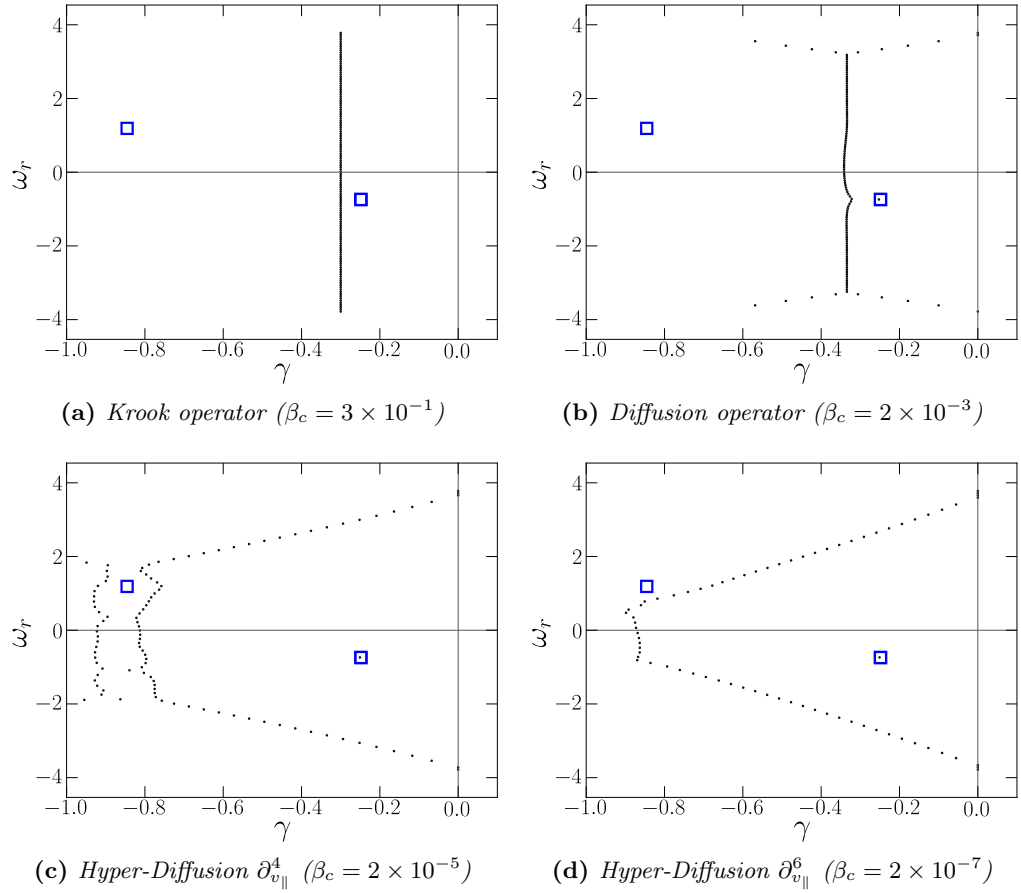 4
2
0
−2
−4
ω_r
−1.0 −0.8 −0.6 −0.4 −0.2 0.0
γ
(a) Krook operator (β_c = 3 × 10^{−1})
4
2
0
−2
−4
ω_r
−1.0 −0.8 −0.6 −0.4 −0.2 0.0
γ
(b) Diffusion operator (β_c = 2 × 10^{−3})
4
2
0
−2
−4
ω_r
−1.0 −0.8 −0.6 −0.4 −0.2 0.0
γ
(c) Hyper-Diffusion ∂^4_{v_∥} (β_c = 2 × 10^{−5})
4
2
0
−2
−4
ω_r
−1.0 −0.8 −0.6 −0.4 −0.2 0.0
γ
(d) Hyper-Diffusion ∂^6_{v_∥} (β_c = 2 × 10^{−7})